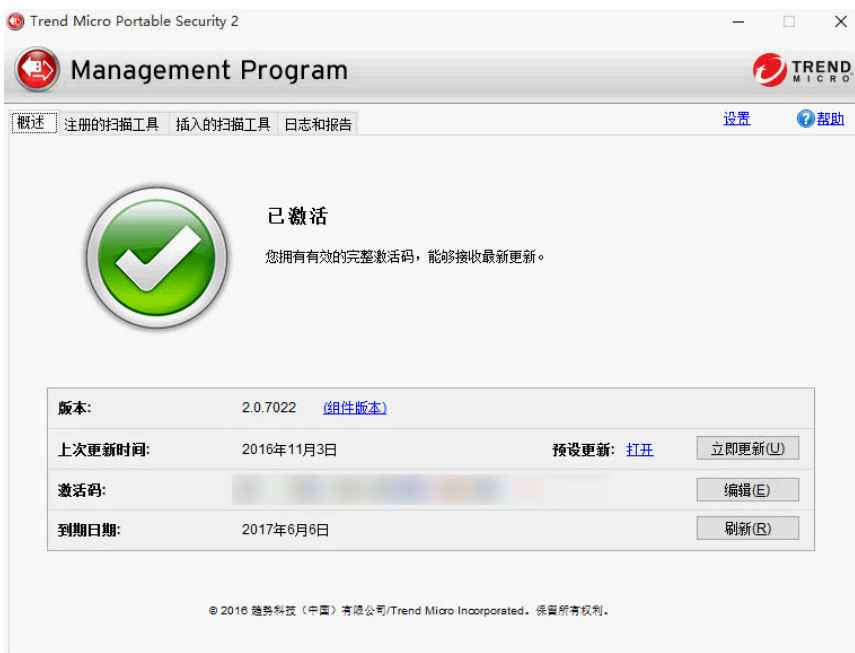 Trend Micro Portable Security 2
Management Program
TREND
MICRO
概述 注册的扫描工具 插入的扫描工具 日志和报告 设置 帮助
已激活
您拥有有效的完整激活码，能够接收最新更新。
版本: 2.0.7022 (组件版本)
上次更新时间: 2016年11月3日 预设更新: 打开 立即更新(U)
激活码: 编辑(E)
到期日期: 2017年6月6日 刷新(R)
© 2016 趋势科技（中国）有限公司/Trend Micro Incorporated。保留所有权利。